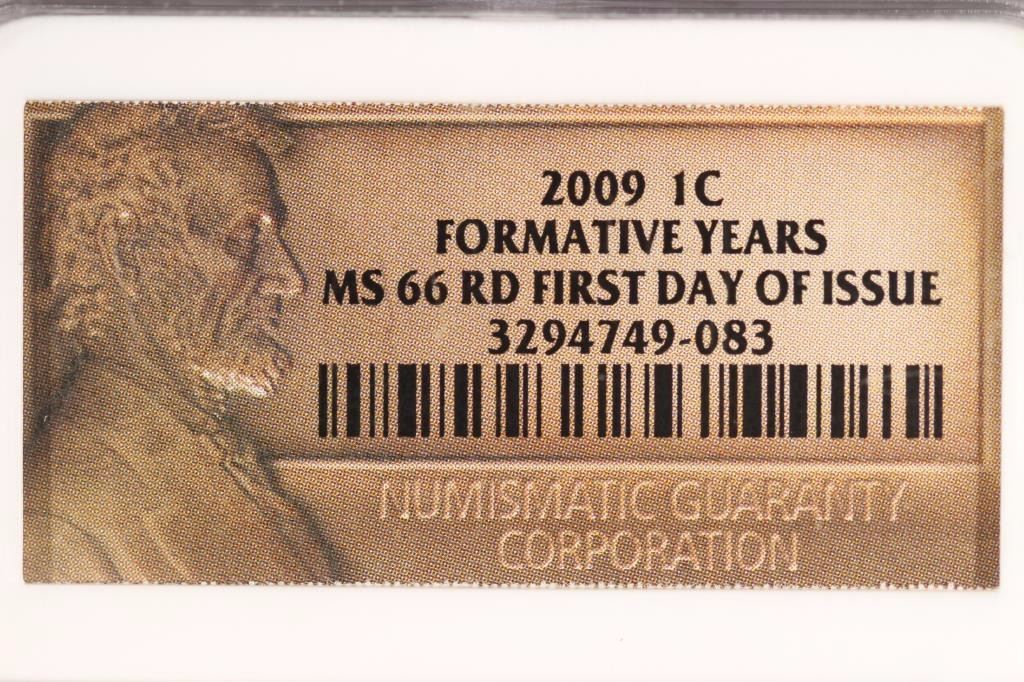 2009 1C
FORMATIVE YEARS
MS 66 RD FIRST DAY OF ISSUE
3294749-083
NUMISMATIC GUARANTY
CORPORATION